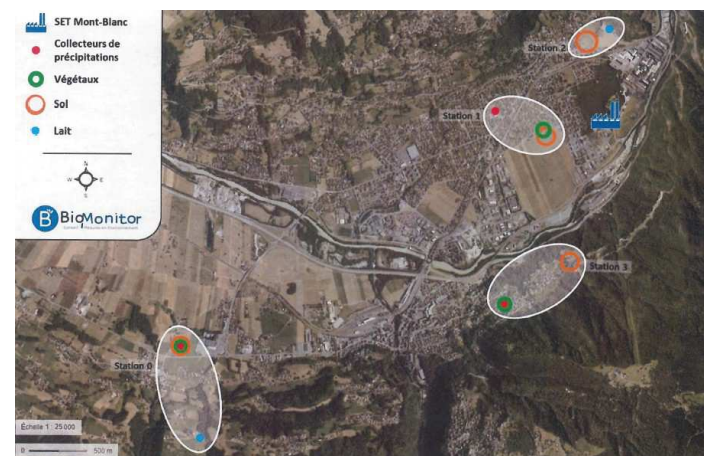 SET Mont-Blanc
Collecteurs de
précipitations
Végétaux
Sol
Lait
N
W
E
S
BioMonitor
Station 2
Station 1
Station 3
Station 0
Échelle 1 : 25 000
0
500 m